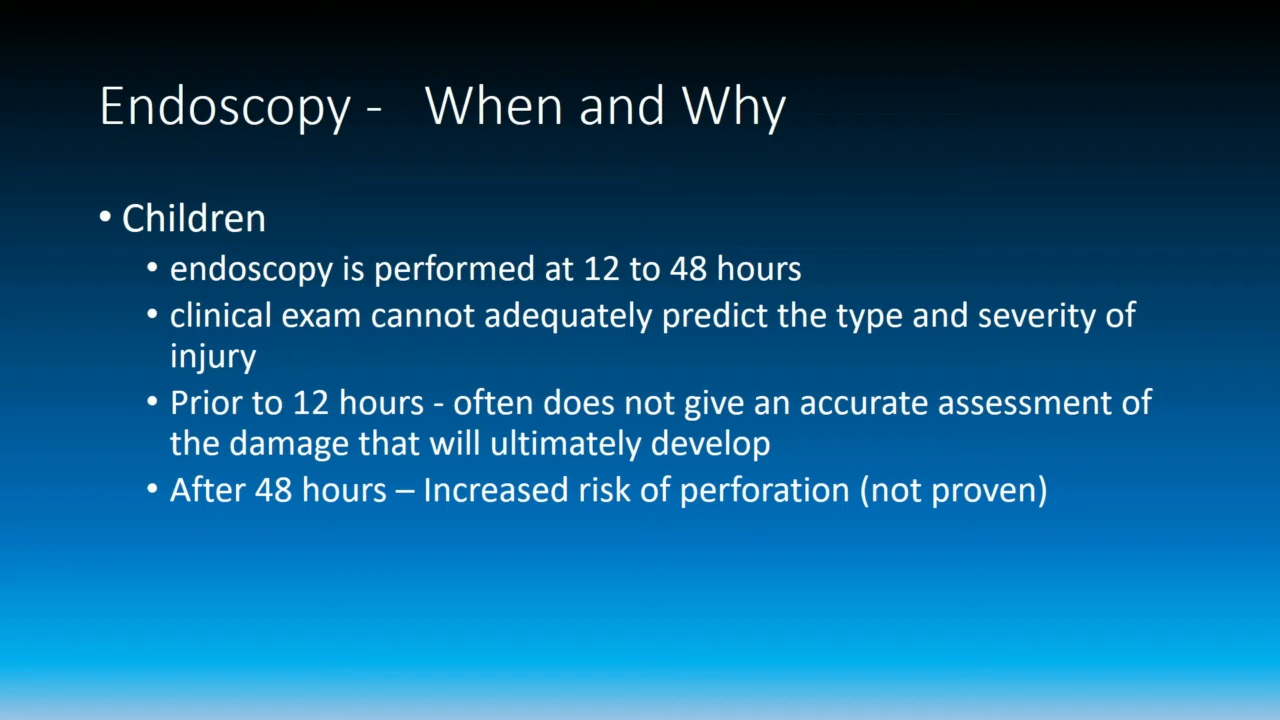 Endoscopy -   When and Why
• Children
• endoscopy is performed at 12 to 48 hours
• clinical exam cannot adequately predict the type and severity of
injury
• Prior to 12 hours - often does not give an accurate assessment of
the damage that will ultimately develop
• After 48 hours – Increased risk of perforation (not proven)